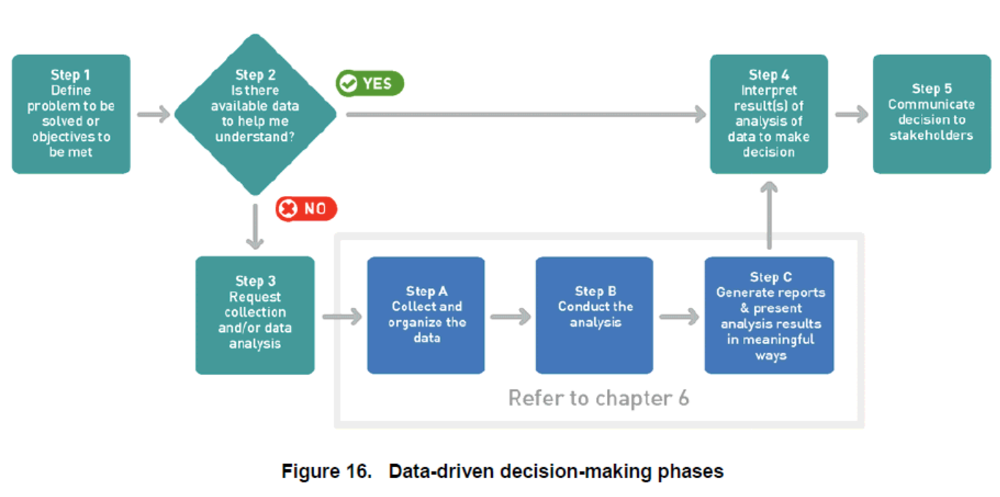 Step 1
Define
problem to be
solved or
objectives to
be met
Step 2
Is there
available data
to help me
understand?
YES
NO
Step 4
Interpret
result(s) of
analysis of
data to make
decision
Step 5
Communicate
decision to
stakeholders
Step 3
Request
collection
and/or data
analysis
Step A
Collect and
organize the
data
Step B
Conduct the
analysis
Step C
Generate reports
& present
analysis results
in meaningful
ways
Refer to chapter 6
Figure 16. Data-driven decision-making phases